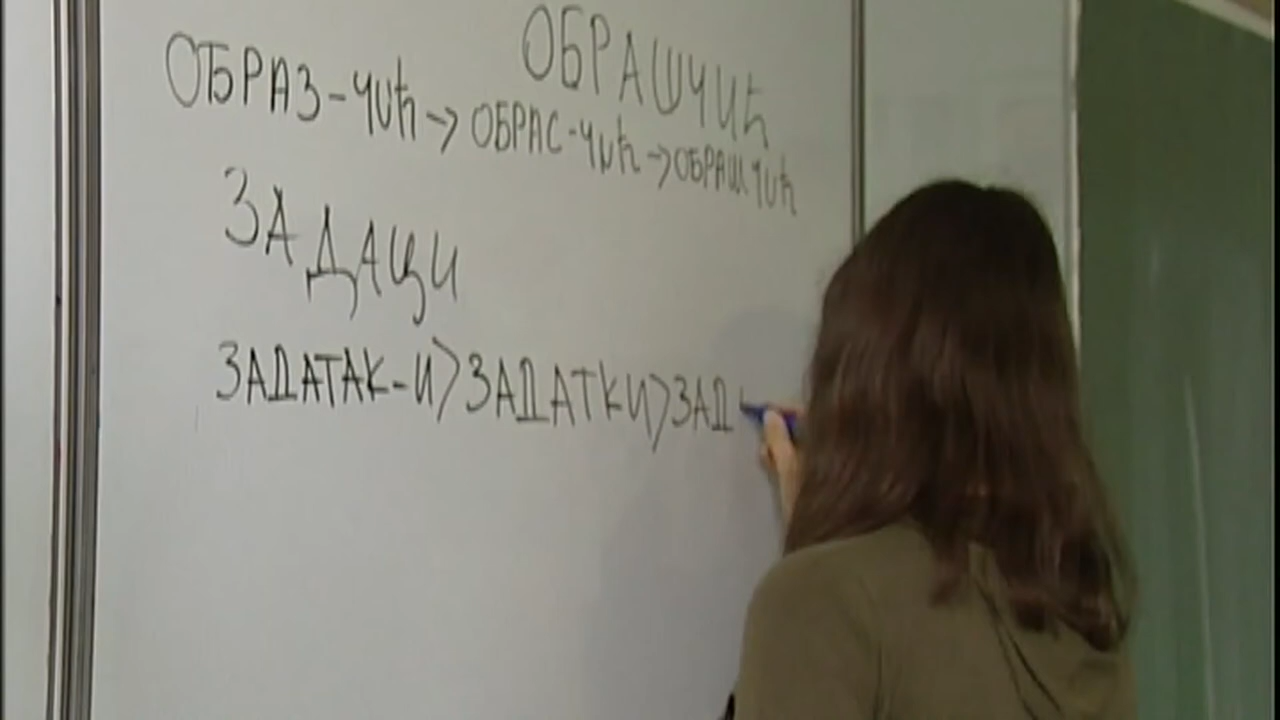 ОБРАШЧИЋ
ОБРАЗ-ЧИЋ → ОБРАС-ЧИЋ → ОБРАШЧИЋ
ЗАДАЦИ
ЗАДАТАК-И > ЗАДАТКИ > ЗАД